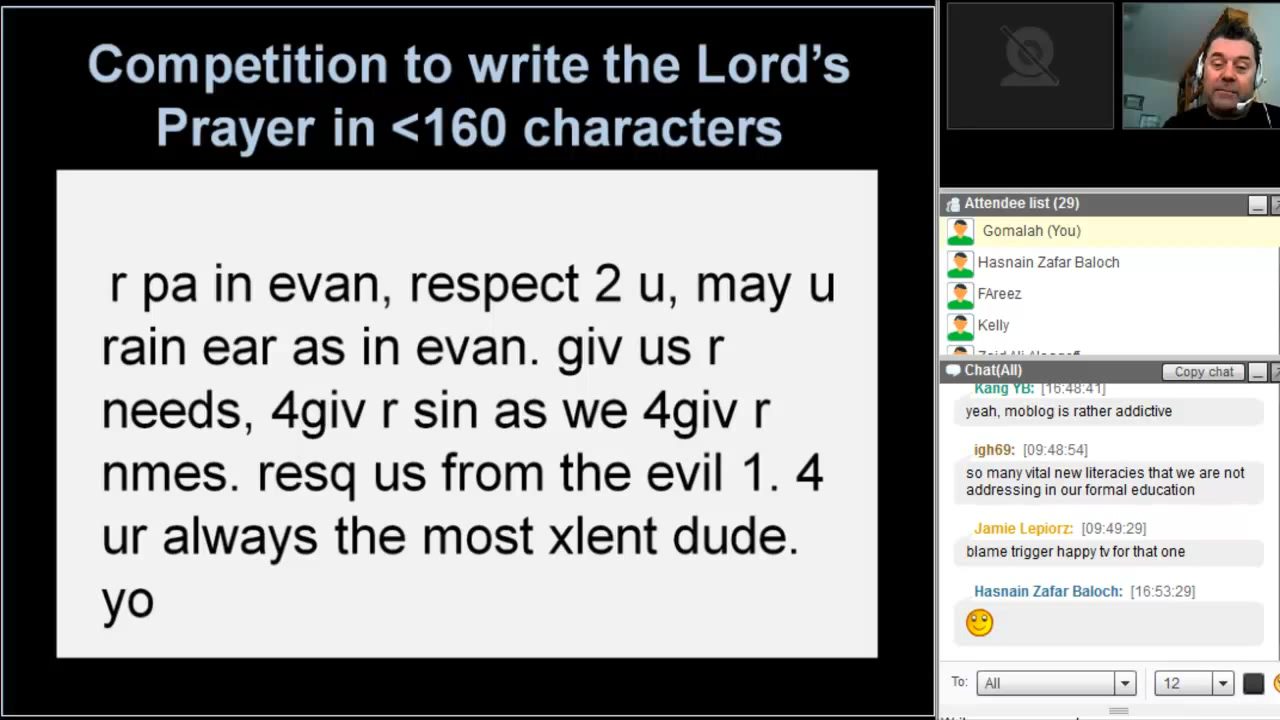 Competition to write the Lord's
Prayer in <160 characters
r pa in evan, respect 2 u, may u
rain ear as in evan. giv us r
needs, 4giv r sin as we 4giv r
nmes. resq us from the evil 1. 4
ur always the most xlent dude.
yo
Attendee list (29)
Gomalah (You)
Hasnain Zafar Baloch
FAreez
Kelly
Chat(All)
Copy chat
Kang YB: [16:48:41]
yeah, moblog is rather addictive
igh69: [09:48:54]
so many vital new literacies that we are not
addressing in our formal education
Jamie Lepiorz: [09:49:29]
blame trigger happy tv for that one
Hasnain Zafar Baloch: [16:53:29]
To: All 12